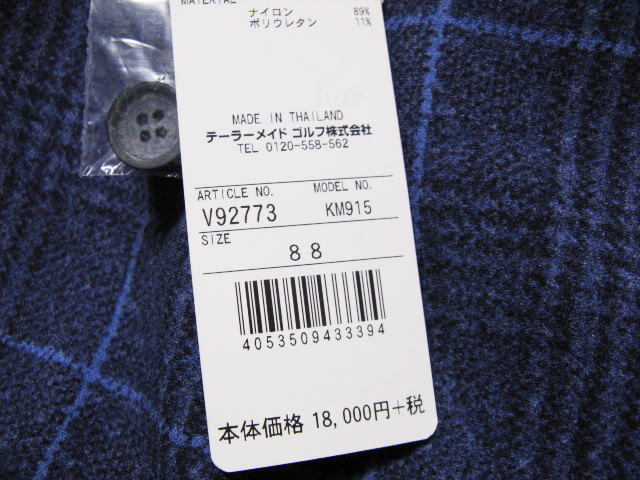 MATERIAL
ナイロン 89%
ポリウレタン 11%
MADE IN THAILAND
テーラーメイド ゴルフ株式会社
TEL 0120-558-562
ARTICLE NO. MODEL NO.
V92773 KM915
SIZE
88
4053509433394
本体価格 18,000円+税